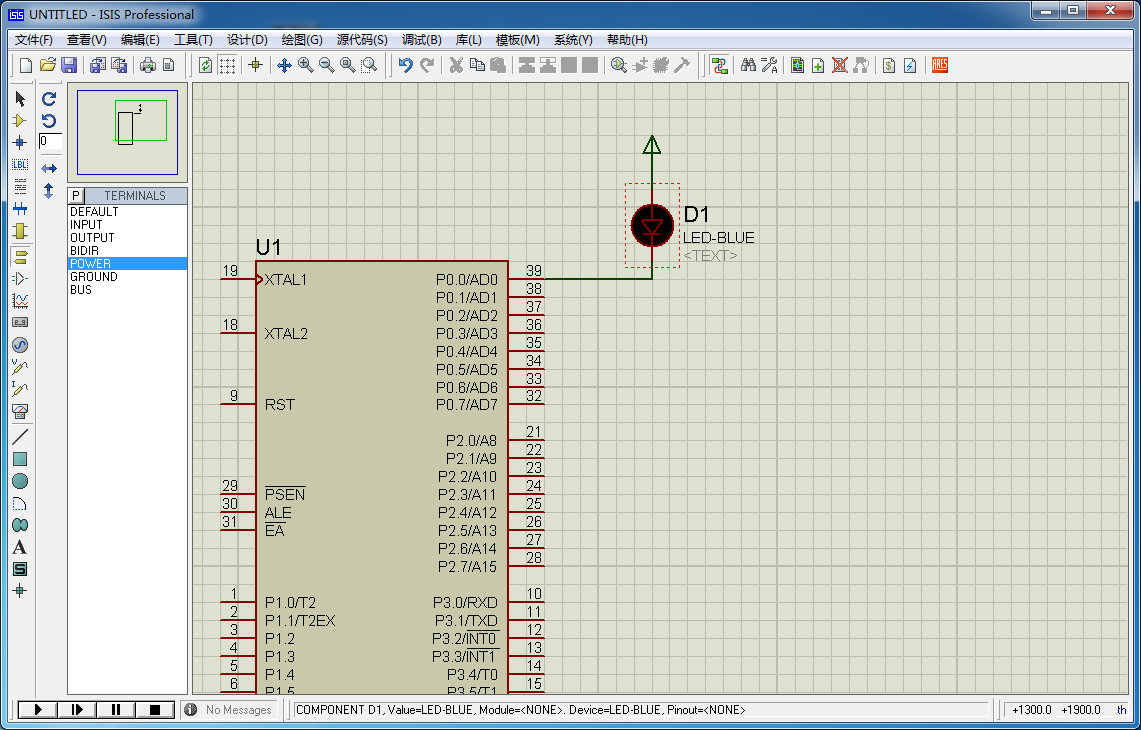 UNTITLED - ISIS Professional
文件(F) 查看(V) 编辑(E) 工具(T) 设计(D) 绘图(G) 源代码(S) 调试(B) 库(L) 模板(M) 系统(Y) 帮助(H)
ARES
0
LBL
P TERMINALS
DEFAULT
INPUT
OUTPUT
BIDIR
POWER
GROUND
BUS
D1
LED-BLUE
<TEXT>
U1
19 XTAL1 P0.0/AD0 39
P0.1/AD1 38
P0.2/AD2 37
18 XTAL2 P0.3/AD3 36
P0.4/AD4 35
P0.5/AD5 34
P0.6/AD6 33
9 RST P0.7/AD7 32
P2.0/A8 21
P2.1/A9 22
P2.2/A10 23
29 PSEN P2.3/A11 24
30 ALE P2.4/A12 25
31 EA P2.5/A13 26
P2.6/A14 27
P2.7/A15 28
1 P1.0/T2 P3.0/RXD 10
2 P1.1/T2EX P3.1/TXD 11
3 P1.2 P3.2/INT0 12
4 P1.3 P3.3/INT1 13
5 P1.4 P3.4/T0 14
6 P1.5 P3.5/T1 15
No Messages COMPONENT D1, Value=LED-BLUE, Module=<NONE>. Device=LED-BLUE, Pinout=<NONE> +1300.0 +1900.0 th